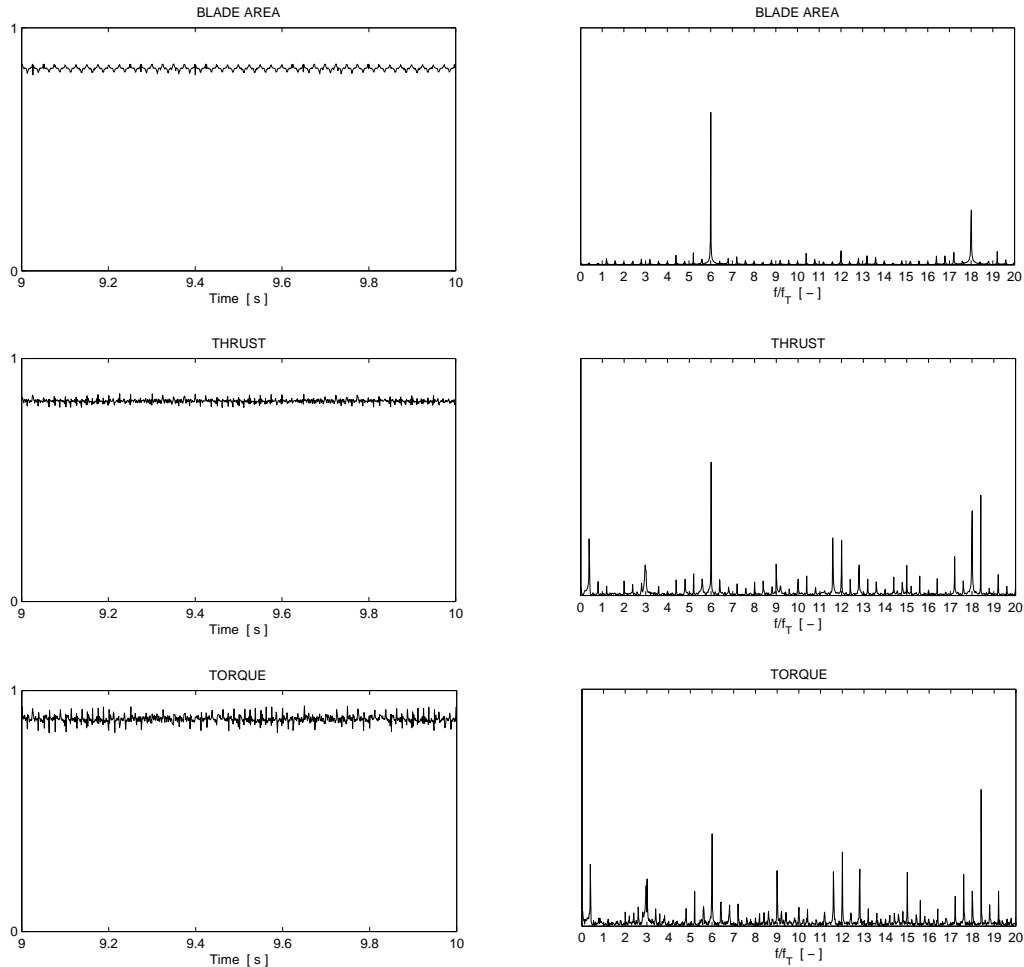 BLADE AREA
1
0
9 9.2 9.4 9.6 9.8 10
Time [ s ]
BLADE AREA
0 1 2 3 4 5 6 7 8 9 10 11 12 13 14 15 16 17 18 19 20
f/f_T [ – ]
THRUST
1
0
9 9.2 9.4 9.6 9.8 10
Time [ s ]
THRUST
0 1 2 3 4 5 6 7 8 9 10 11 12 13 14 15 16 17 18 19 20
f/f_T [ – ]
TORQUE
1
0
9 9.2 9.4 9.6 9.8 10
Time [ s ]
TORQUE
0 1 2 3 4 5 6 7 8 9 10 11 12 13 14 15 16 17 18 19 20
f/f_T [ – ]